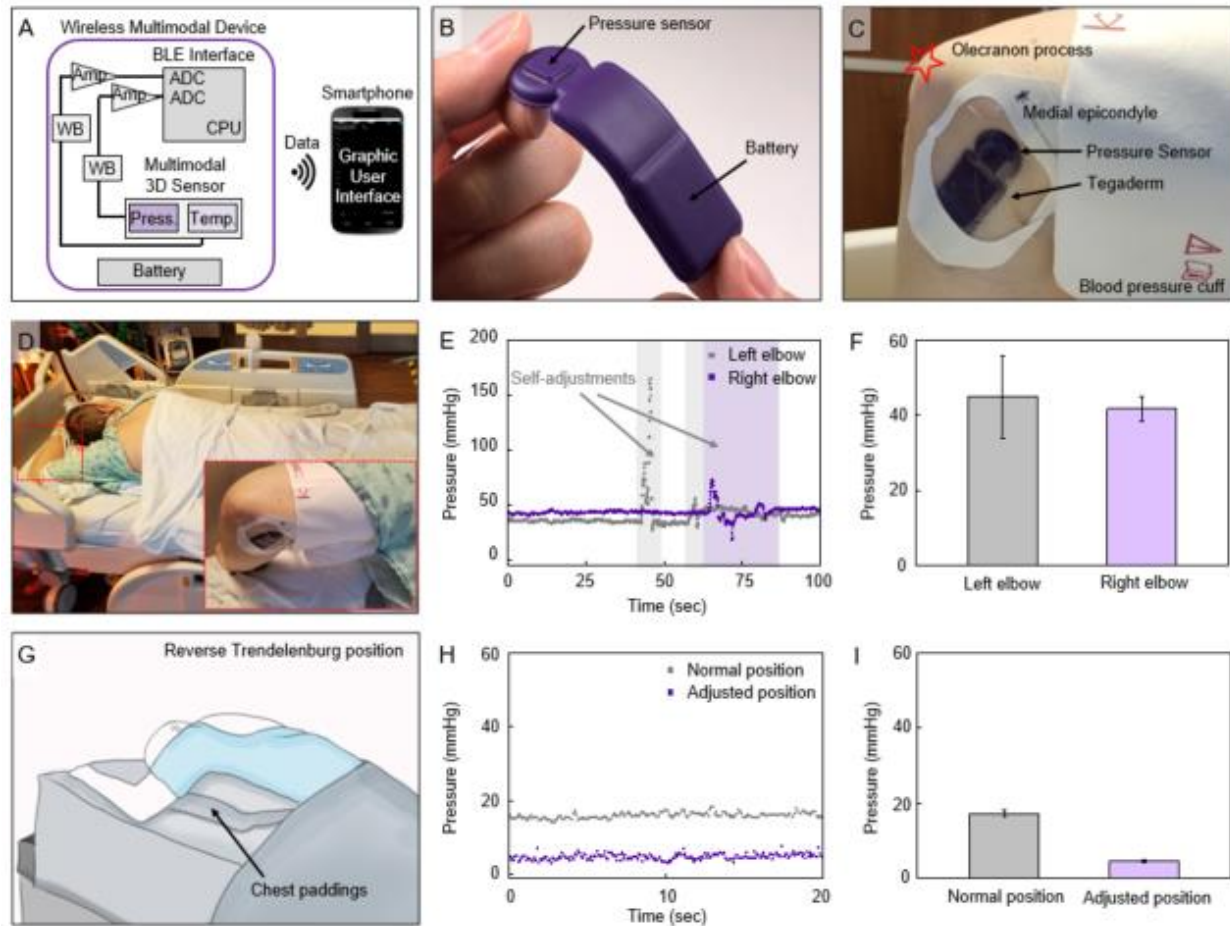 A
Wireless Multimodal Device
BLE Interface
Amp
ADC
Amp
ADC
CPU
WB
WB
Multimodal
3D Sensor
Press.
Temp.
Battery
Data
Smartphone
Graphic
User
Interface
B
Pressure sensor
Battery
C
Olecranon process
Medial epicondyle
Pressure Sensor
Tegaderm
Blood pressure cuff
D
E
200
150
100
50
0
Pressure (mmHg)
Left elbow
Right elbow
Self-adjustments
0 25 50 75 100
Time (sec)
F
60
40
20
0
Pressure (mmHg)
Left elbow
Right elbow
G
Reverse Trendelenburg position
Chest paddings
H
60
40
20
0
Pressure (mmHg)
Normal position
Adjusted position
0 10 20
Time (sec)
I
60
40
20
0
Pressure (mmHg)
Normal position
Adjusted position